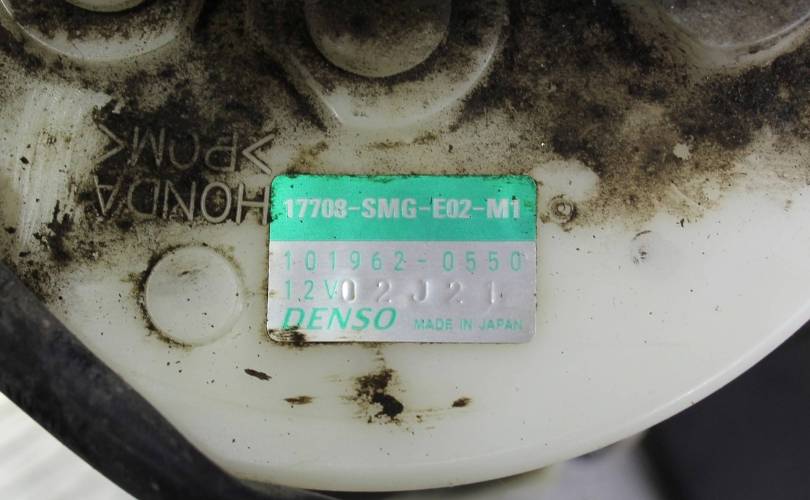 >POM<
HONDA
17708-SMG-E02-M1
101962-0550
12V 02J21
DENSO MADE IN JAPAN